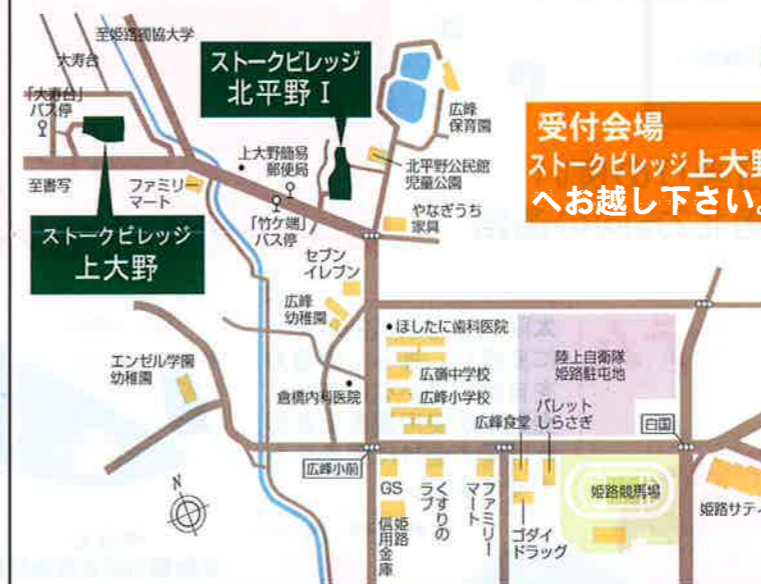 至姫路獨協大学
大寿台
「大寿台」
バス停
ストークビレッジ
北平野Ⅰ
広峰
保育園
受付会場
ストークビレッジ上大野
へお越し下さい。
上大野簡易
郵便局
北平野公民館
児童公園
至書写
ファミリー
マート
「竹ケ端」
バス停
やなぎうち
家具
ストークビレッジ
上大野
セブン
イレブン
広峰
幼稚園
ほしたに歯科医院
陸上自衛隊
姫路駐屯地
エンゼル学園
幼稚園
広嶺中学校
倉橋内科医院
広峰小学校
パレット
しらさぎ
広峰食堂
白国
広峰小前
N
GS
姫路
信用金庫
くすりの
ラブ
ファミリー
マート
ゴダイ
ドラッグ
姫路競馬場
姫路サティ